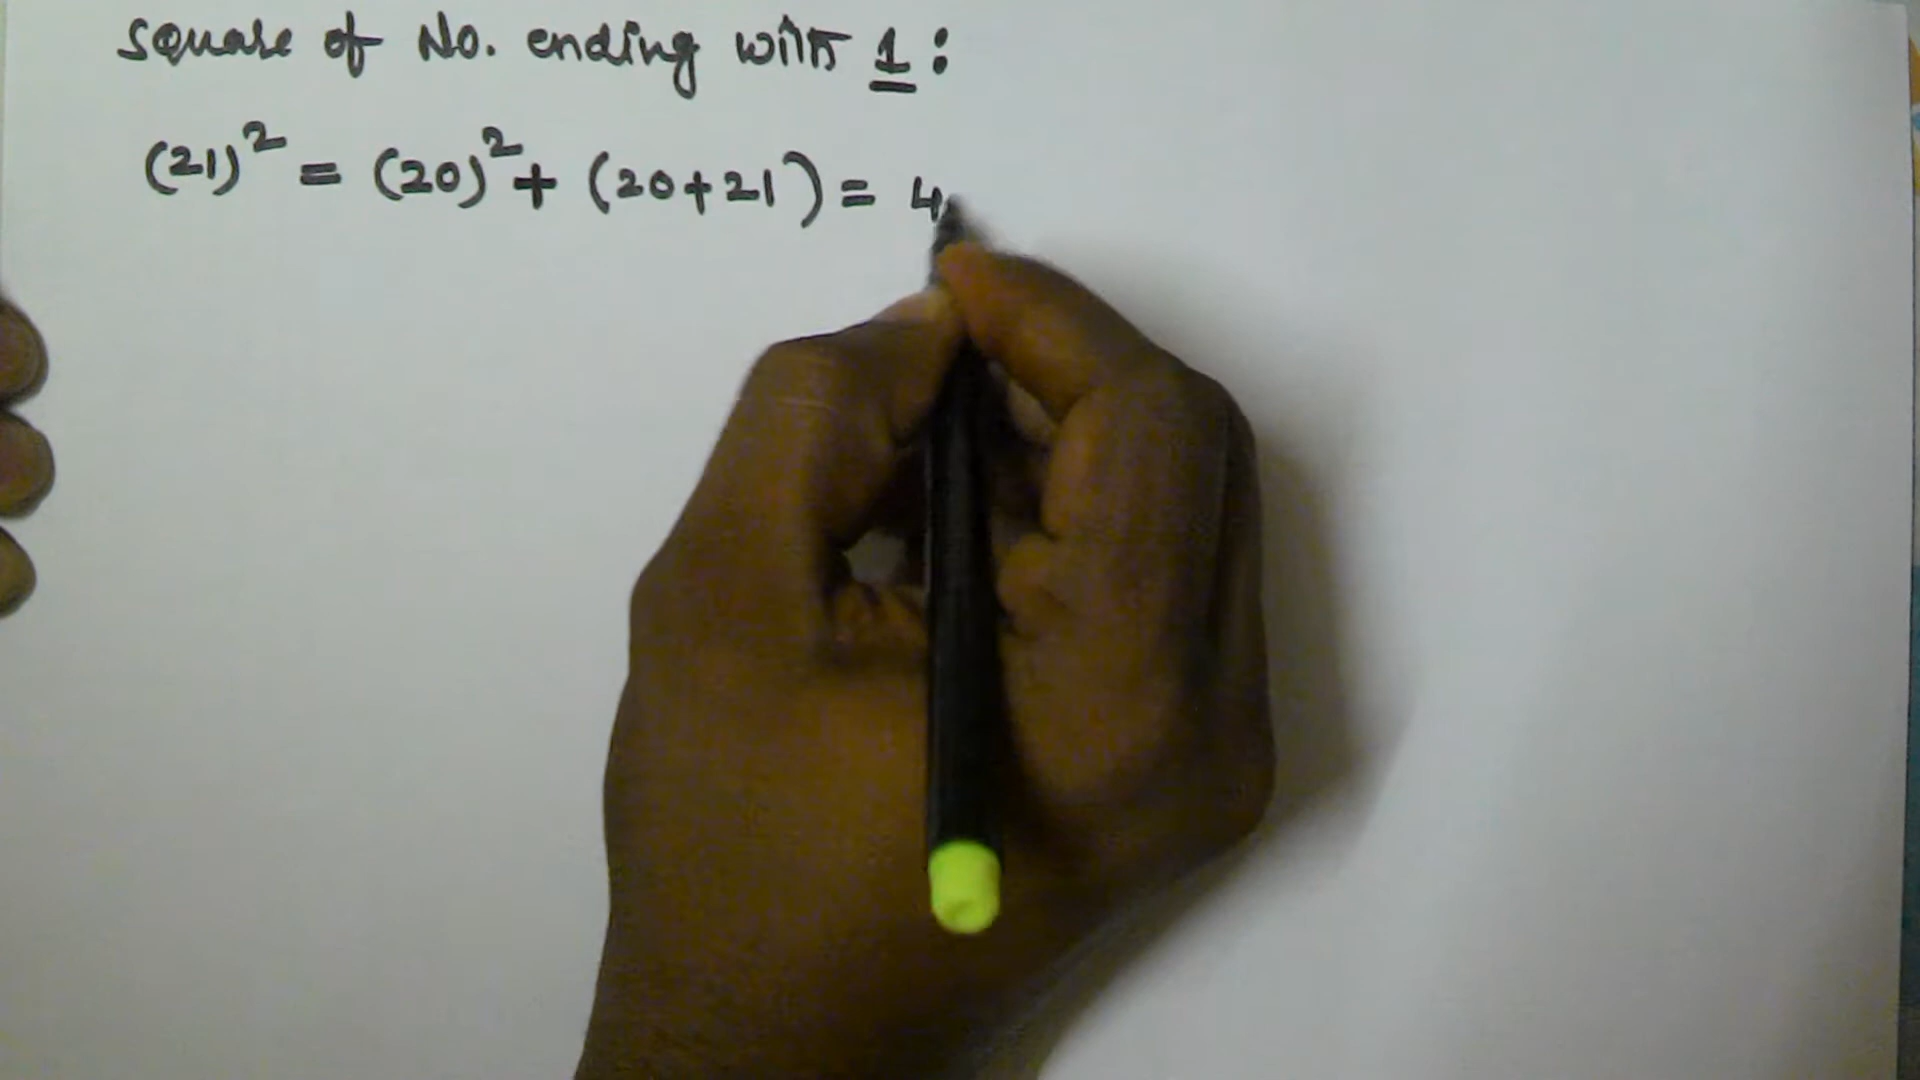 square of No. ending with 1:
(21)² = (20)² + (20+21) = 4